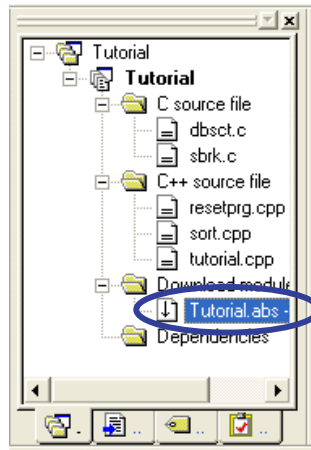 Tutorial
Tutorial
C source file
dbsct.c
sbrk.c
C++ source file
resetprg.cpp
sort.cpp
tutorial.cpp
Download module
Tutorial.abs -
Dependencies
. .. .. ..